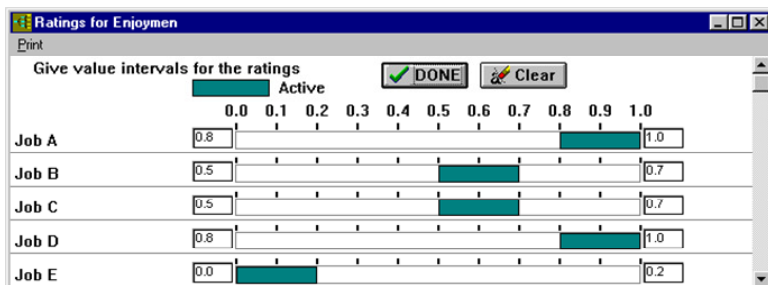 Ratings for Enjoymen
Print
Give value intervals for the ratings
DONE
Clear
Active
0.0 0.1 0.2 0.3 0.4 0.5 0.6 0.7 0.8 0.9 1.0
Job A 0.8 1.0
Job B 0.5 0.7
Job C 0.5 0.7
Job D 0.8 1.0
Job E 0.0 0.2